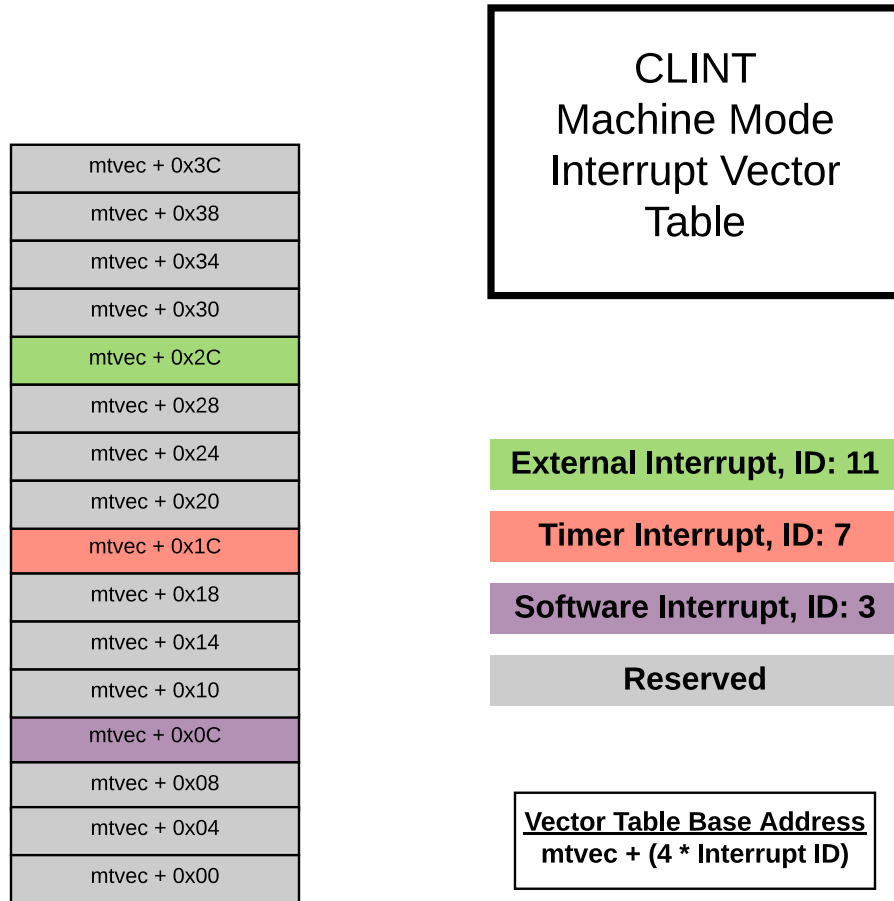 CLINT
Machine Mode
Interrupt Vector
Table
mtvec + 0x3C
mtvec + 0x38
mtvec + 0x34
mtvec + 0x30
mtvec + 0x2C
mtvec + 0x28
mtvec + 0x24
mtvec + 0x20
mtvec + 0x1C
mtvec + 0x18
mtvec + 0x14
mtvec + 0x10
mtvec + 0x0C
mtvec + 0x08
mtvec + 0x04
mtvec + 0x00
External Interrupt, ID: 11
Timer Interrupt, ID: 7
Software Interrupt, ID: 3
Reserved
Vector Table Base Address
mtvec + (4 * Interrupt ID)